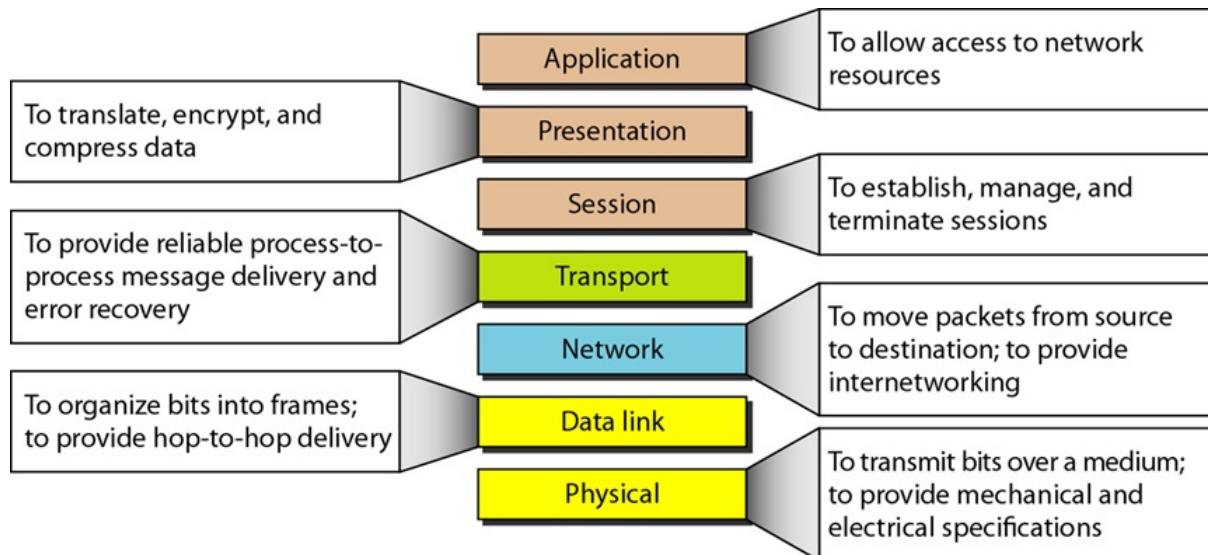 Application
To allow access to network
resources
To translate, encrypt, and
compress data
Presentation
Session
To establish, manage, and
terminate sessions
To provide reliable process-to-
process message delivery and
error recovery
Transport
Network
To move packets from source
to destination; to provide
internetworking
To organize bits into frames;
to provide hop-to-hop delivery
Data link
Physical
To transmit bits over a medium;
to provide mechanical and
electrical specifications